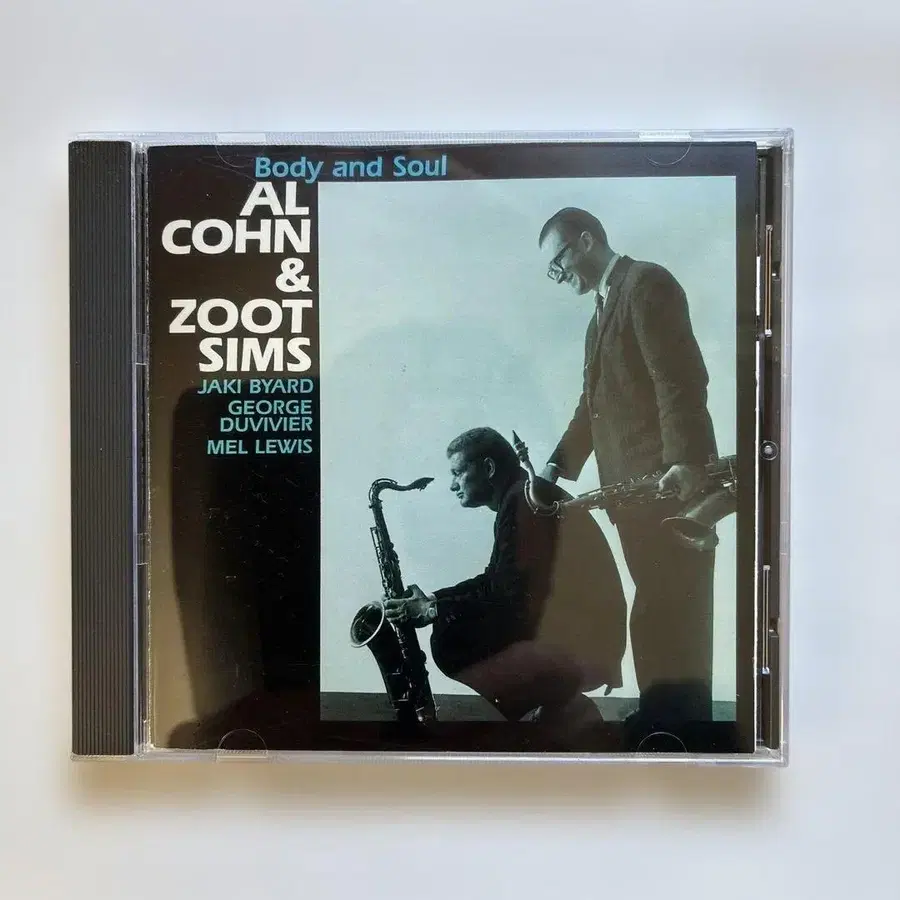 Body and Soul
AL
COHN
&
ZOOT
SIMS
JAKI BYARD
GEORGE
DUVIVIER
MEL LEWIS